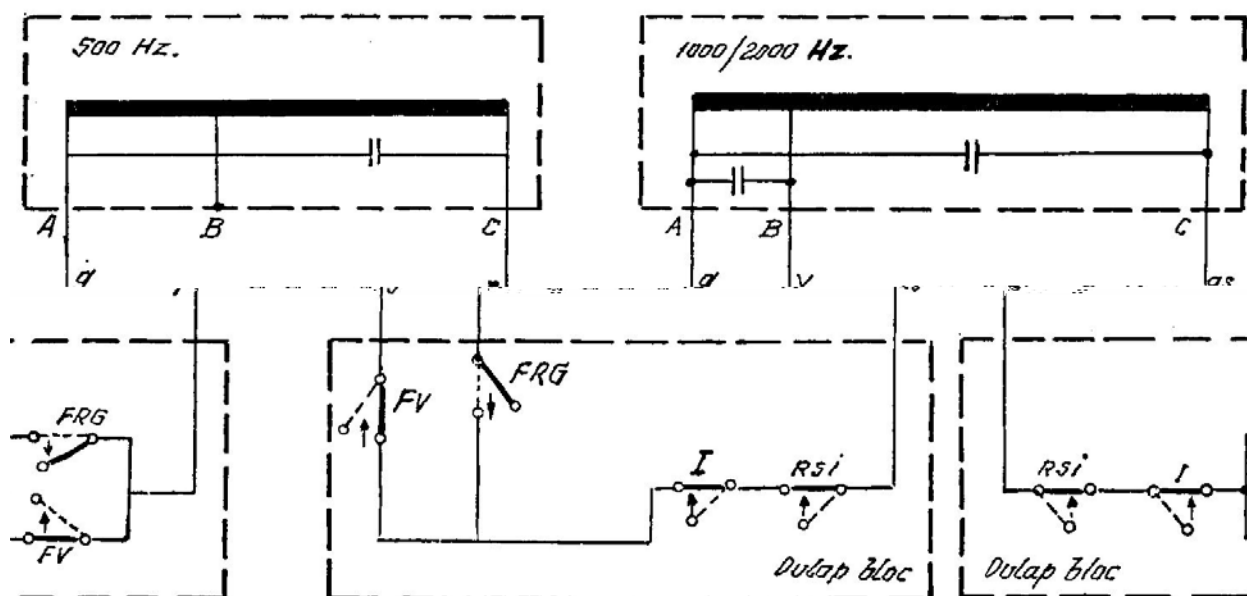 500 Hz.
1000/2000 Hz.
A
B
C
A
B
C
d
d
v
as
FRG
FV
FV
FRG
I
Rsi
Dulap bloc
Rsi
I
Dulap bloc